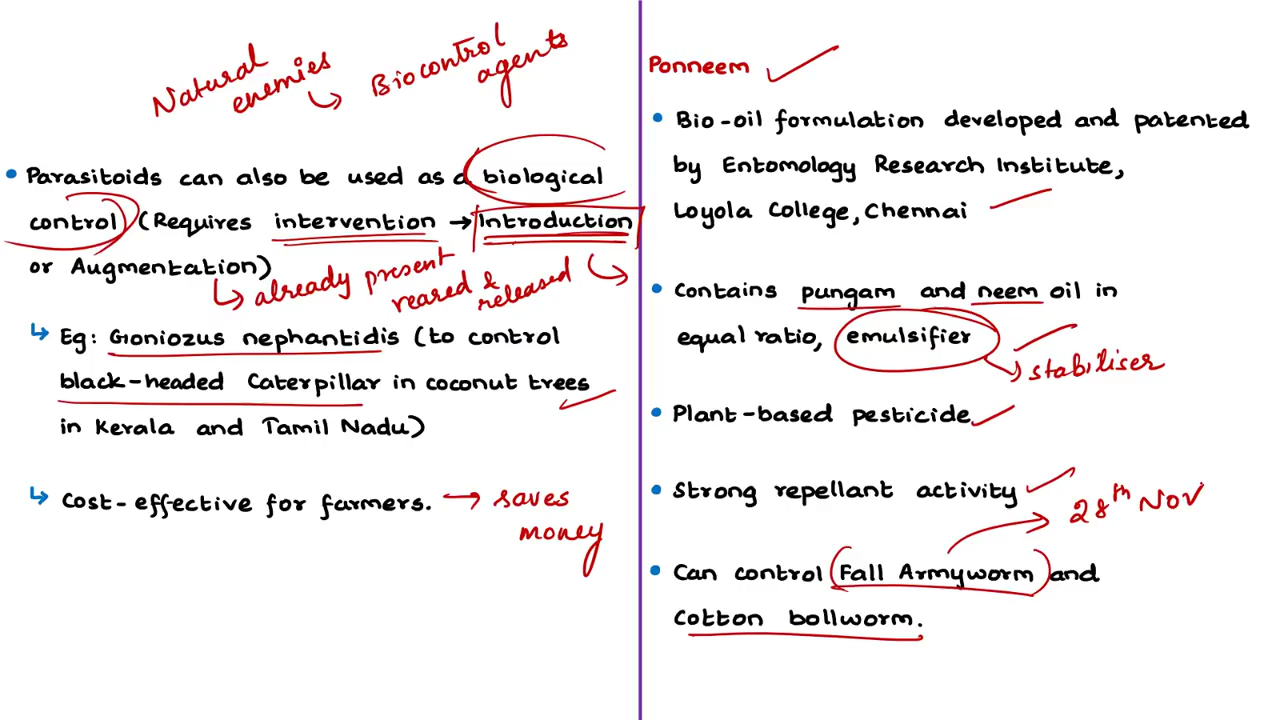 Natural
enemies
Biocontrol
agents
• Parasitoids can also be used as a biological
control (Requires intervention → Introduction
or Augmentation)
↳ already present
reared &
released
↳ Eg: Goniozus nephantidis (to control
black-headed Caterpillar in coconut trees
in Kerala and Tamil Nadu)
↳ Cost-effective for farmers. → saves
money
Ponneem
• Bio-oil formulation developed and patented
by Entomology Research Institute,
Loyola College, Chennai
• Contains pungam and neem oil in
equal ratio, emulsifier
→ stabiliser
• Plant-based pesticide
• Strong repellant activity
→ 28th Nov
• Can control (Fall Armyworm) and
Cotton bollworm.